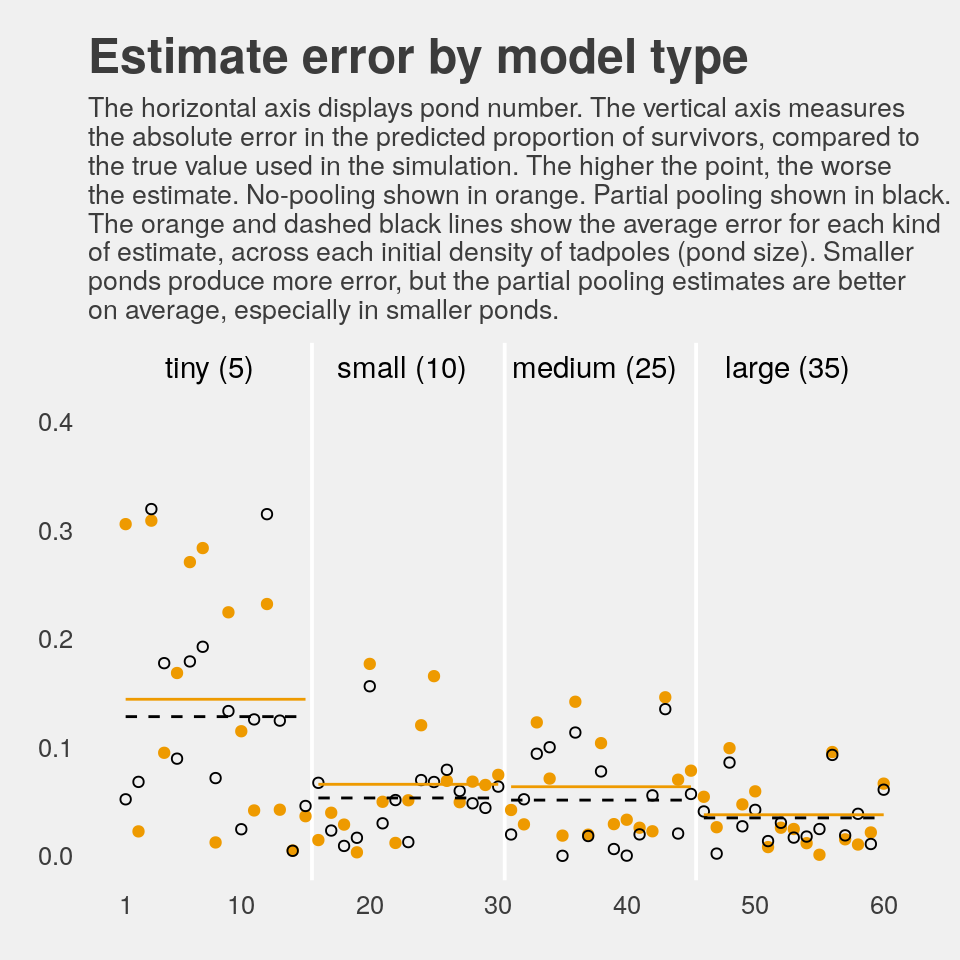 Estimate error by model type
The horizontal axis displays pond number. The vertical axis measures
the absolute error in the predicted proportion of survivors, compared to
the true value used in the simulation. The higher the point, the worse
the estimate. No-pooling shown in orange. Partial pooling shown in black.
The orange and dashed black lines show the average error for each kind
of estimate, across each initial density of tadpoles (pond size). Smaller
ponds produce more error, but the partial pooling estimates are better
on average, especially in smaller ponds.
tiny (5) small (10) medium (25) large (35)
0.4
0.3
0.2
0.1
0.0
1 10 20 30 40 50 60